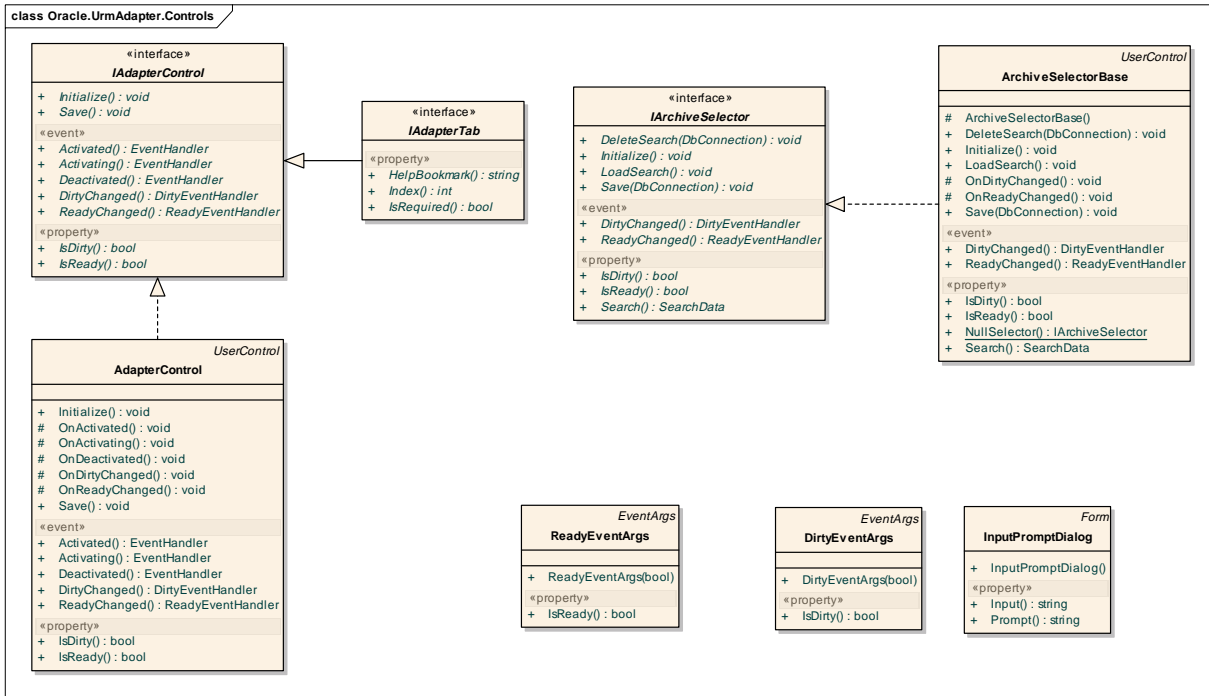 class Oracle.UrmAdapter.Controls
«interface»
IAdapterControl
+ Initialize() : void
+ Save() : void
«event»
+ Activated() : EventHandler
+ Activating() : EventHandler
+ Deactivated() : EventHandler
+ DirtyChanged() : DirtyEventHandler
+ ReadyChanged() : ReadyEventHandler
«property»
+ IsDirty() : bool
+ IsReady() : bool
«interface»
IAdapterTab
«property»
+ HelpBookmark() : string
+ Index() : int
+ IsRequired() : bool
«interface»
IArchiveSelector
+ DeleteSearch(DbConnection) : void
+ Initialize() : void
+ LoadSearch() : void
+ Save(DbConnection) : void
«event»
+ DirtyChanged() : DirtyEventHandler
+ ReadyChanged() : ReadyEventHandler
«property»
+ IsDirty() : bool
+ IsReady() : bool
+ Search() : SearchData
UserControl
ArchiveSelectorBase
# ArchiveSelectorBase()
+ DeleteSearch(DbConnection) : void
+ Initialize() : void
+ LoadSearch() : void
# OnDirtyChanged() : void
# OnReadyChanged() : void
+ Save(DbConnection) : void
«event»
+ DirtyChanged() : DirtyEventHandler
+ ReadyChanged() : ReadyEventHandler
«property»
+ IsDirty() : bool
+ IsReady() : bool
+ NullSelector() : IArchiveSelector
+ Search() : SearchData
UserControl
AdapterControl
+ Initialize() : void
# OnActivated() : void
# OnActivating() : void
# OnDeactivated() : void
# OnDirtyChanged() : void
# OnReadyChanged() : void
+ Save() : void
«event»
+ Activated() : EventHandler
+ Activating() : EventHandler
+ Deactivated() : EventHandler
+ DirtyChanged() : DirtyEventHandler
+ ReadyChanged() : ReadyEventHandler
«property»
+ IsDirty() : bool
+ IsReady() : bool
EventArgs
ReadyEventArgs
+ ReadyEventArgs(bool)
«property»
+ IsReady() : bool
EventArgs
DirtyEventArgs
+ DirtyEventArgs(bool)
«property»
+ IsDirty() : bool
Form
InputPromptDialog
+ InputPromptDialog()
«property»
+ Input() : string
+ Prompt() : string